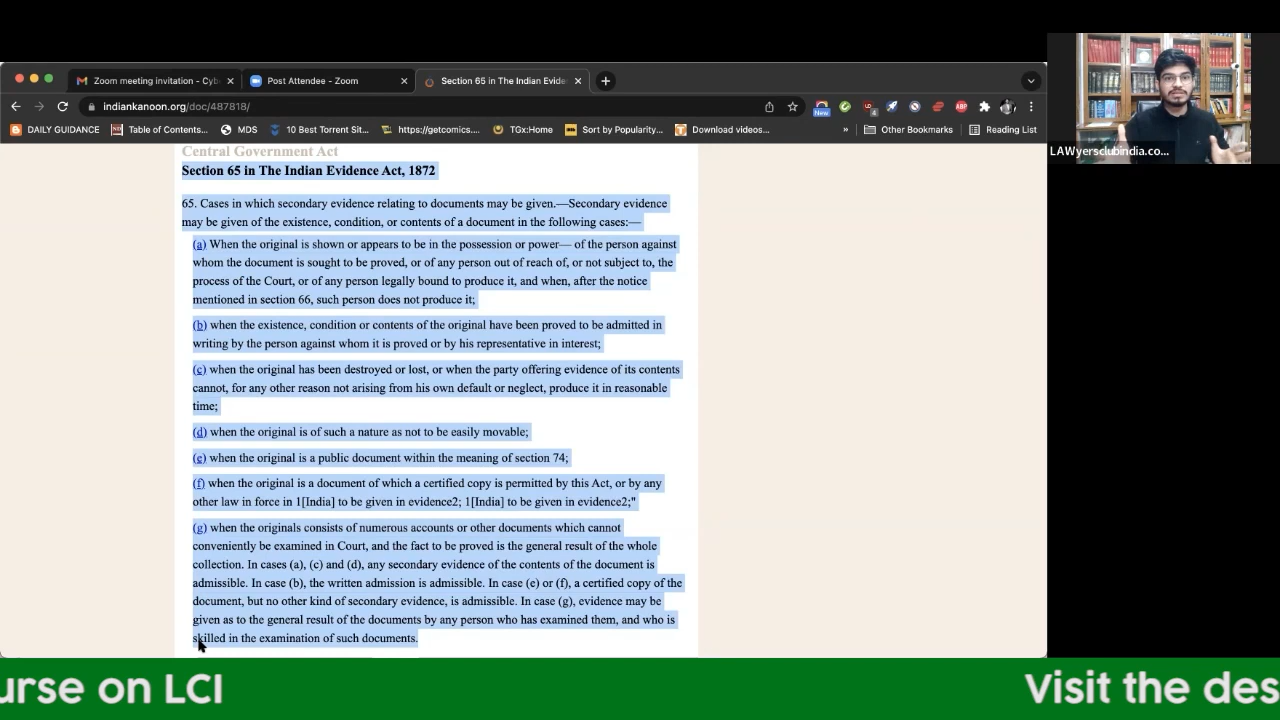 Zoom meeting invitation - Cyb
Post Attendee - Zoom
Section 65 in The Indian Evide
indiankanoon.org/doc/487818/
New
4
ABP
DAILY GUIDANCE
Table of Contents...
MDS
10 Best Torrent Sit...
https://getcomics....
TGx:Home
Sort by Popularity...
Download videos...
»
Other Bookmarks
Reading List
LAWyersclubindia.co...
Central Government Act
Section 65 in The Indian Evidence Act, 1872
65. Cases in which secondary evidence relating to documents may be given.—Secondary evidence
may be given of the existence, condition, or contents of a document in the following cases:—
(a) When the original is shown or appears to be in the possession or power— of the person against
whom the document is sought to be proved, or of any person out of reach of, or not subject to, the
process of the Court, or of any person legally bound to produce it, and when, after the notice
mentioned in section 66, such person does not produce it;
(b) when the existence, condition or contents of the original have been proved to be admitted in
writing by the person against whom it is proved or by his representative in interest;
(c) when the original has been destroyed or lost, or when the party offering evidence of its contents
cannot, for any other reason not arising from his own default or neglect, produce it in reasonable
time;
(d) when the original is of such a nature as not to be easily movable;
(e) when the original is a public document within the meaning of section 74;
(f) when the original is a document of which a certified copy is permitted by this Act, or by any
other law in force in 1[India] to be given in evidence2; 1[India] to be given in evidence2;"
(g) when the originals consists of numerous accounts or other documents which cannot
conveniently be examined in Court, and the fact to be proved is the general result of the whole
collection. In cases (a), (c) and (d), any secondary evidence of the contents of the document is
admissible. In case (b), the written admission is admissible. In case (e) or (f), a certified copy of the
document, but no other kind of secondary evidence, is admissible. In case (g), evidence may be
given as to the general result of the documents by any person who has examined them, and who is
skilled in the examination of such documents.
urse on LCI
Visit the des